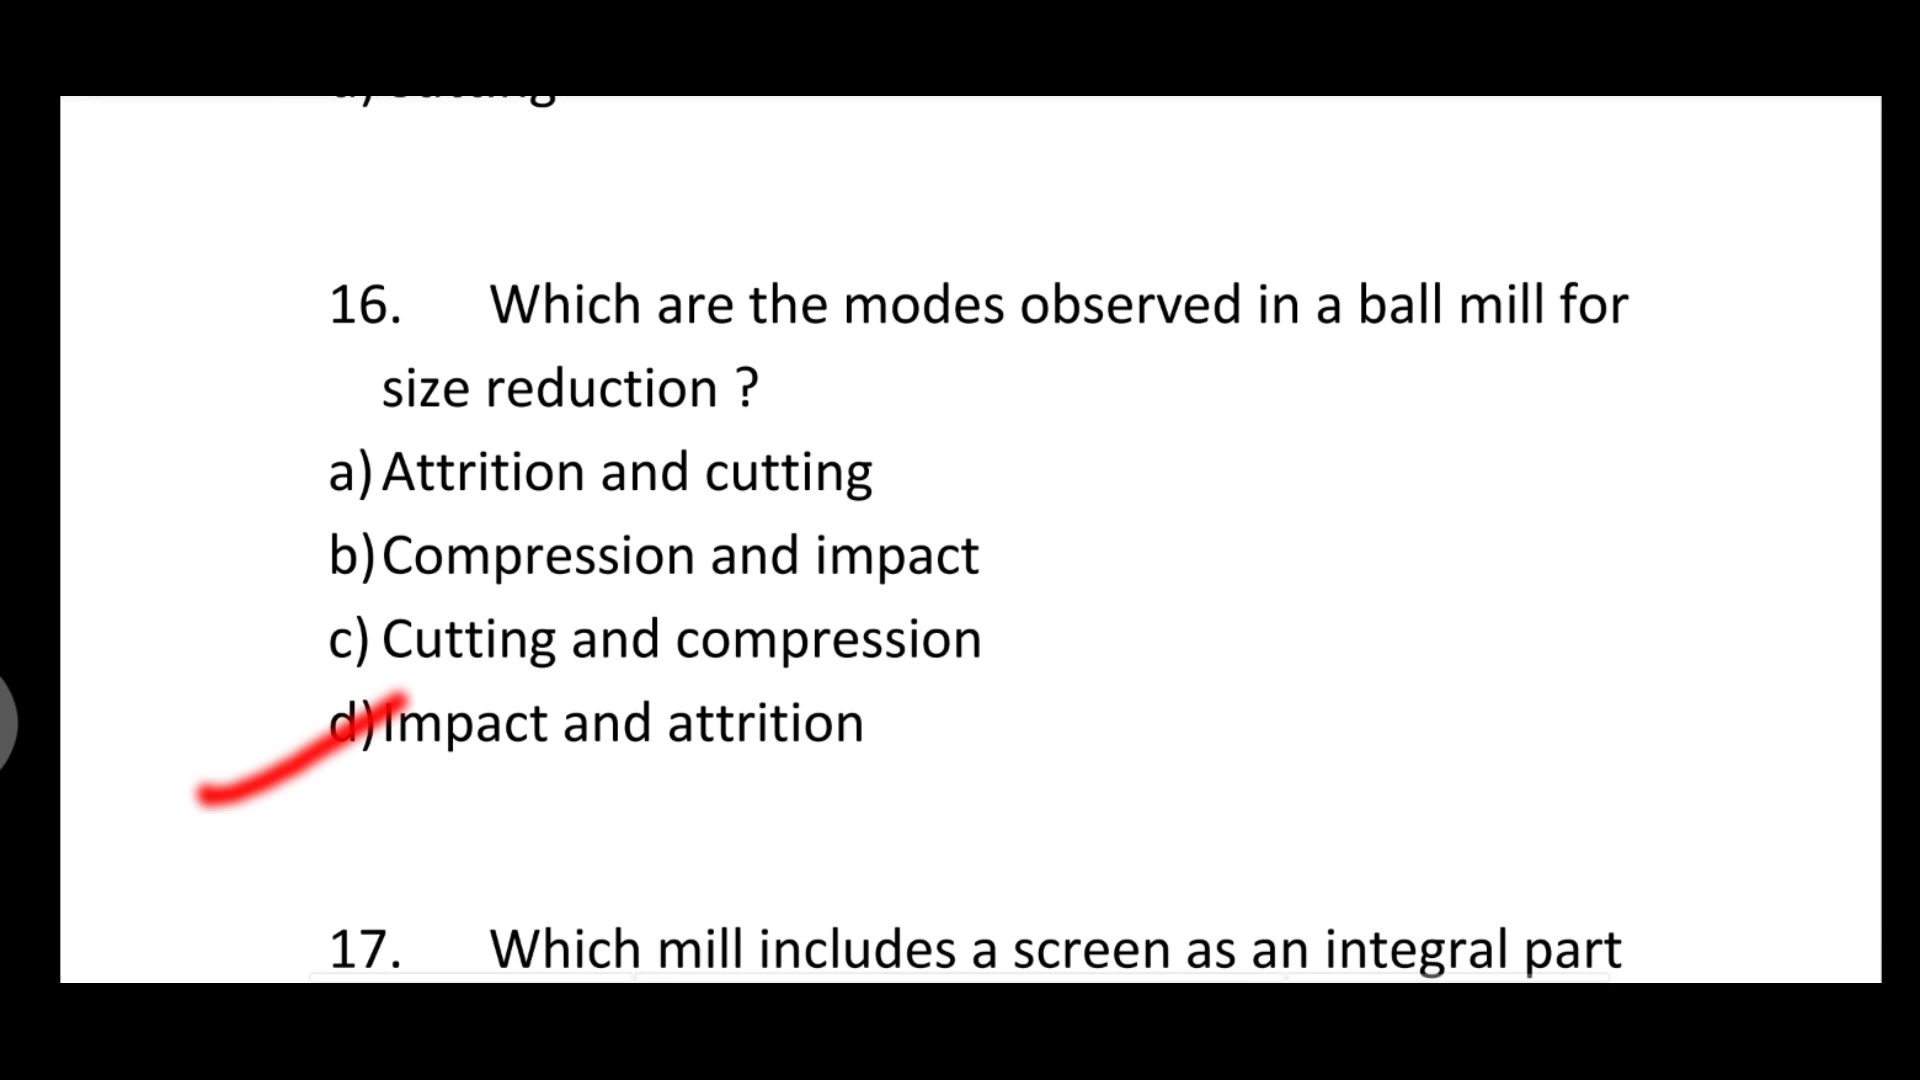 16. Which are the modes observed in a ball mill for
size reduction ?
a) Attrition and cutting
b) Compression and impact
c) Cutting and compression
d) Impact and attrition
17. Which mill includes a screen as an integral part